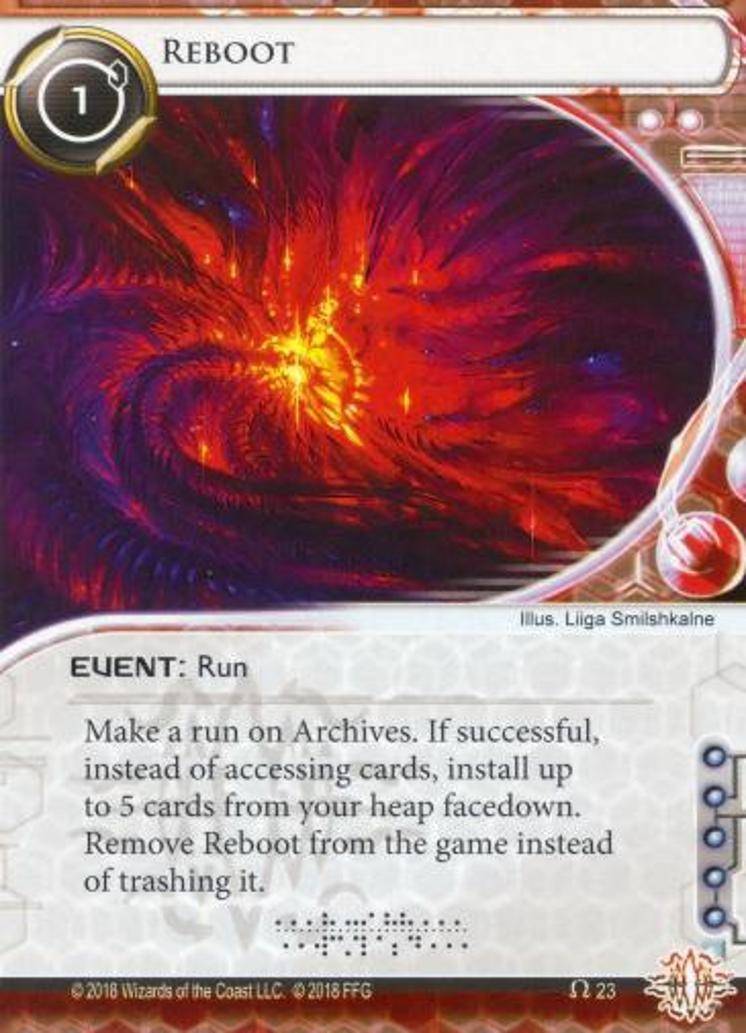 1
REBOOT
Illus. Liiga Smilshkalne
EVENT: Run
Make a run on Archives. If successful,
instead of accessing cards, install up
to 5 cards from your heap facedown.
Remove Reboot from the game instead
of trashing it.
© 2018 Wizards of the Coast LLC. © 2018 FFG
Ω 23